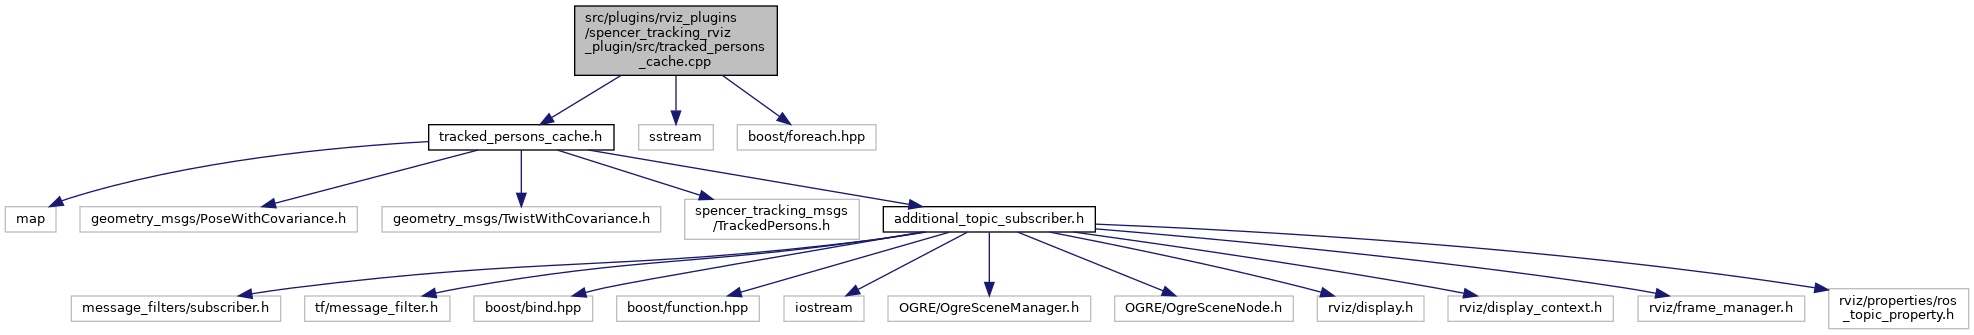 src/plugins/rviz_plugins
/spencer_tracking_rviz
_plugin/src/tracked_persons
_cache.cpp
tracked_persons_cache.h
sstream
boost/foreach.hpp
map
geometry_msgs/PoseWithCovariance.h
geometry_msgs/TwistWithCovariance.h
spencer_tracking_msgs
/TrackedPersons.h
additional_topic_subscriber.h
message_filters/subscriber.h
tf/message_filter.h
boost/bind.hpp
boost/function.hpp
iostream
OGRE/OgreSceneManager.h
OGRE/OgreSceneNode.h
rviz/display.h
rviz/display_context.h
rviz/frame_manager.h
rviz/properties/ros
_topic_property.h